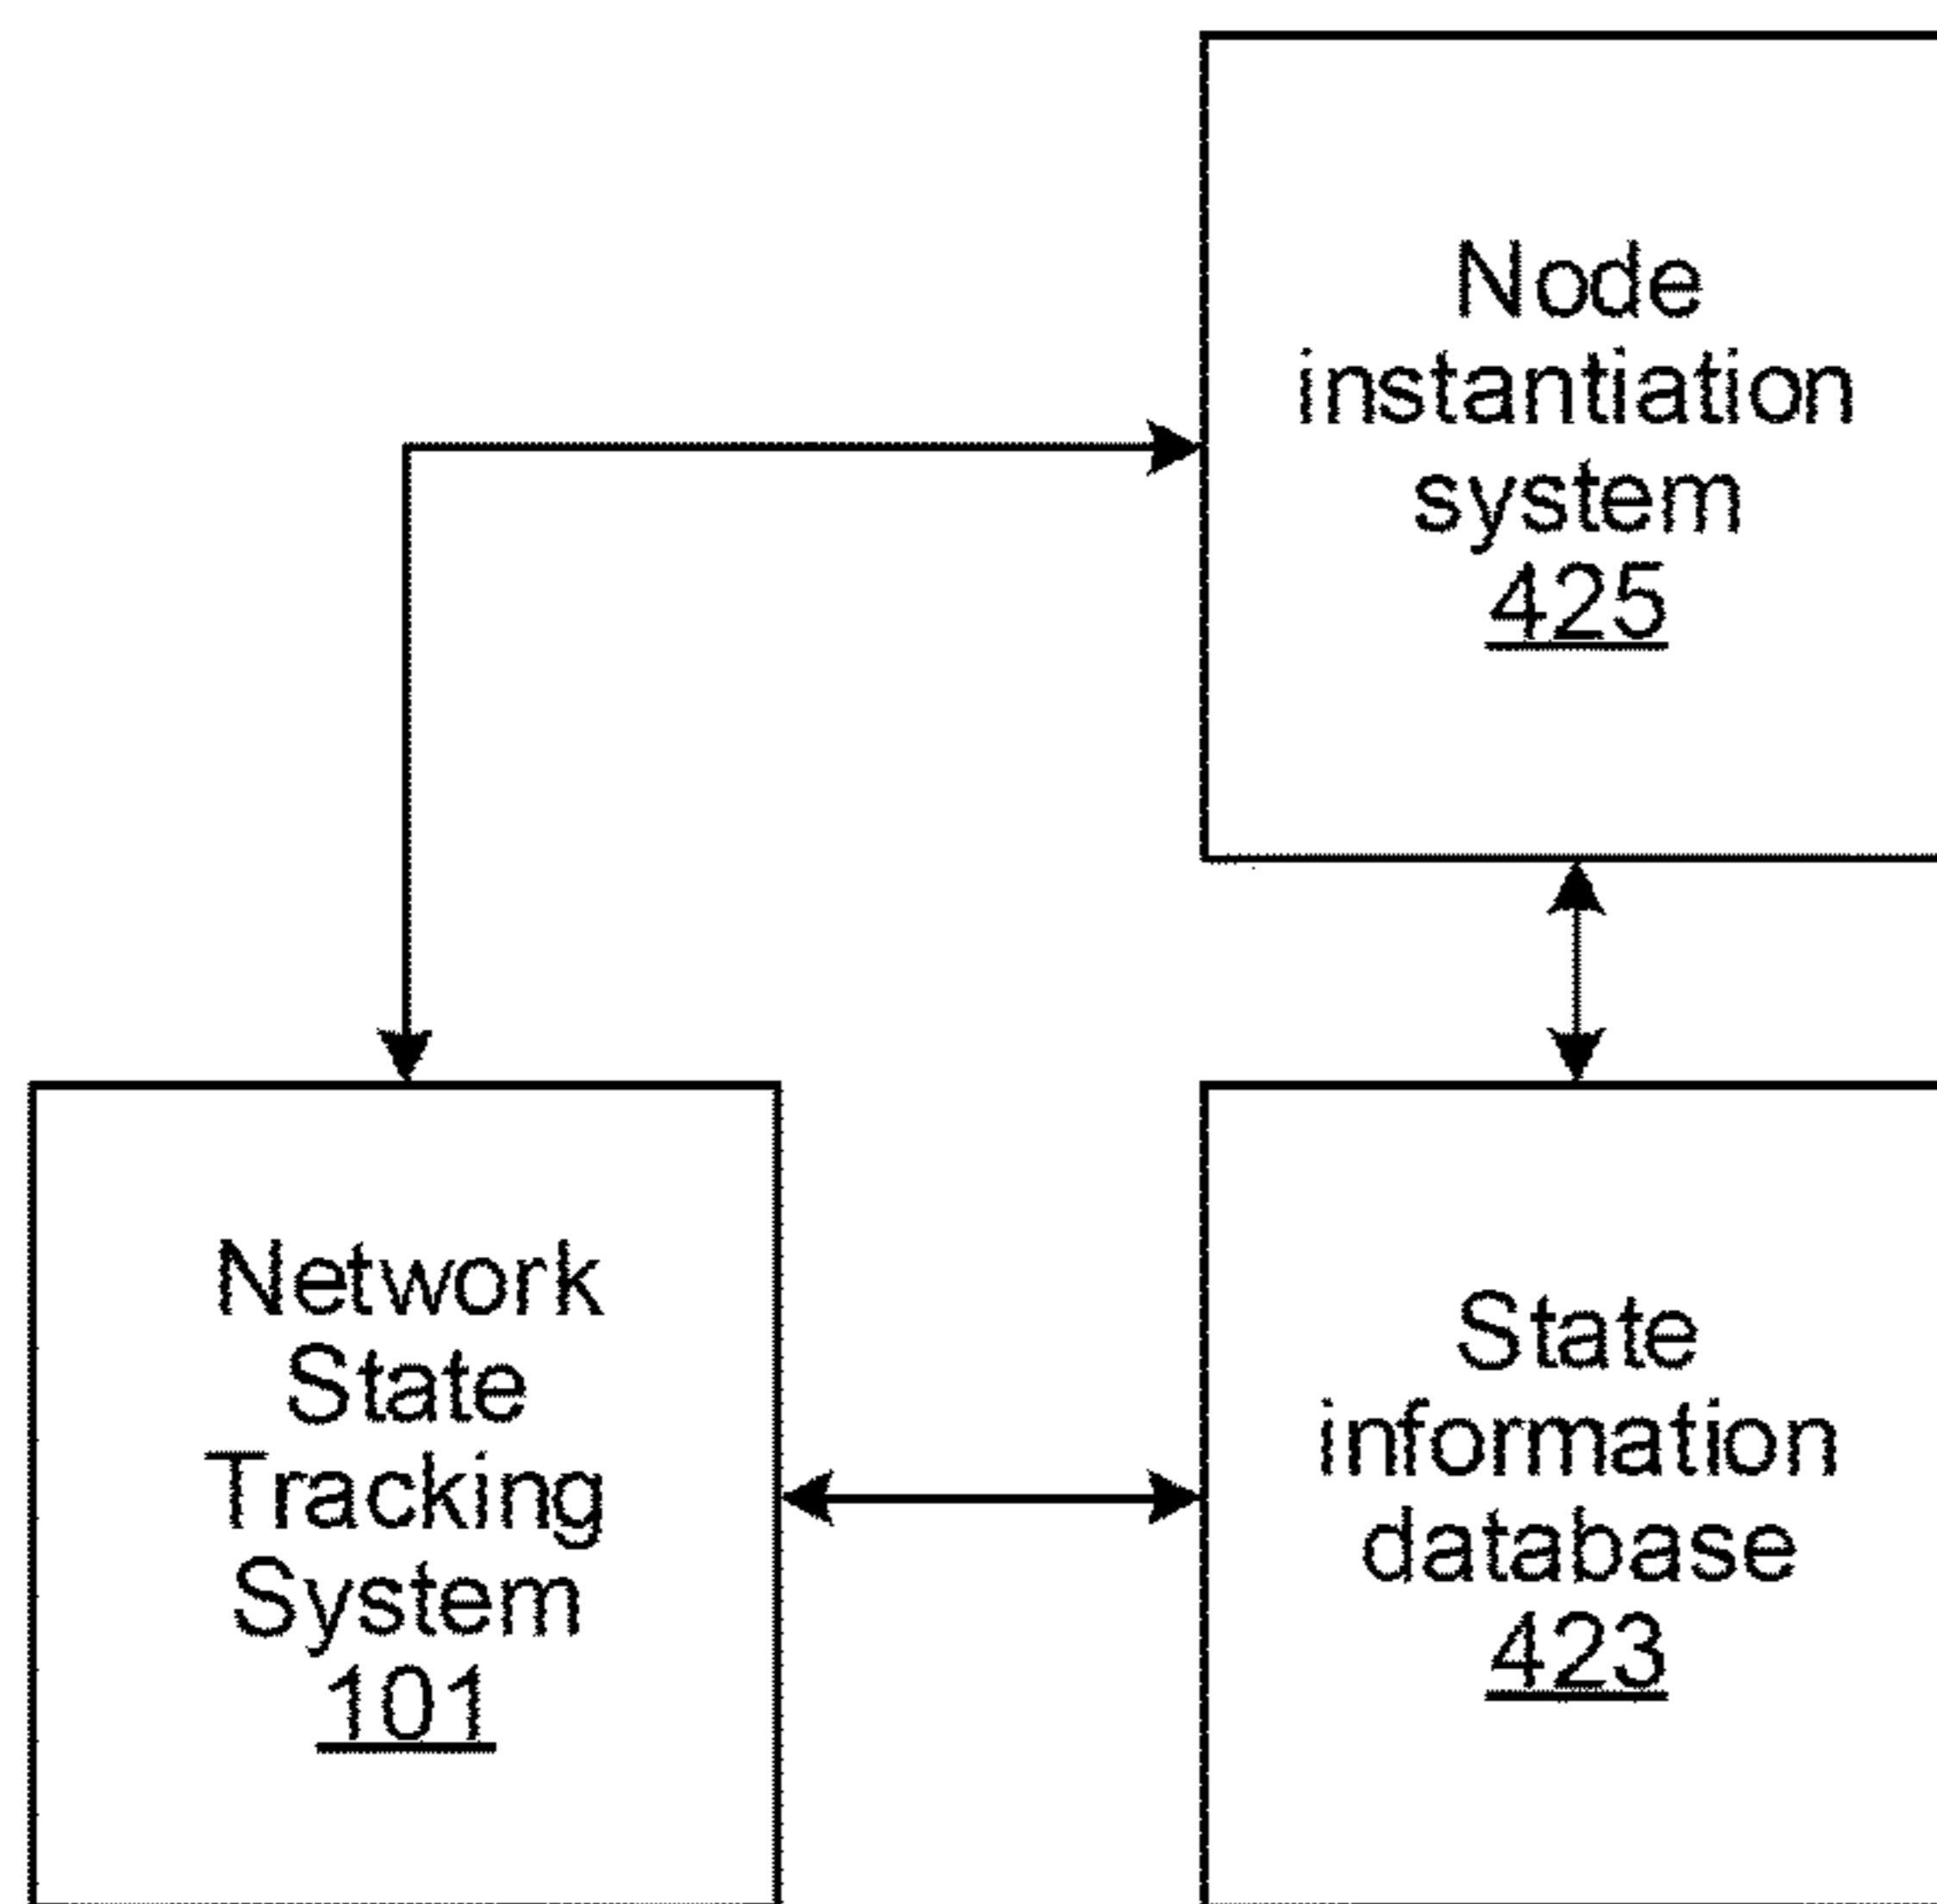 Node
instantiation
system
425
Network
State
Tracking
System
101
State
information
database
423